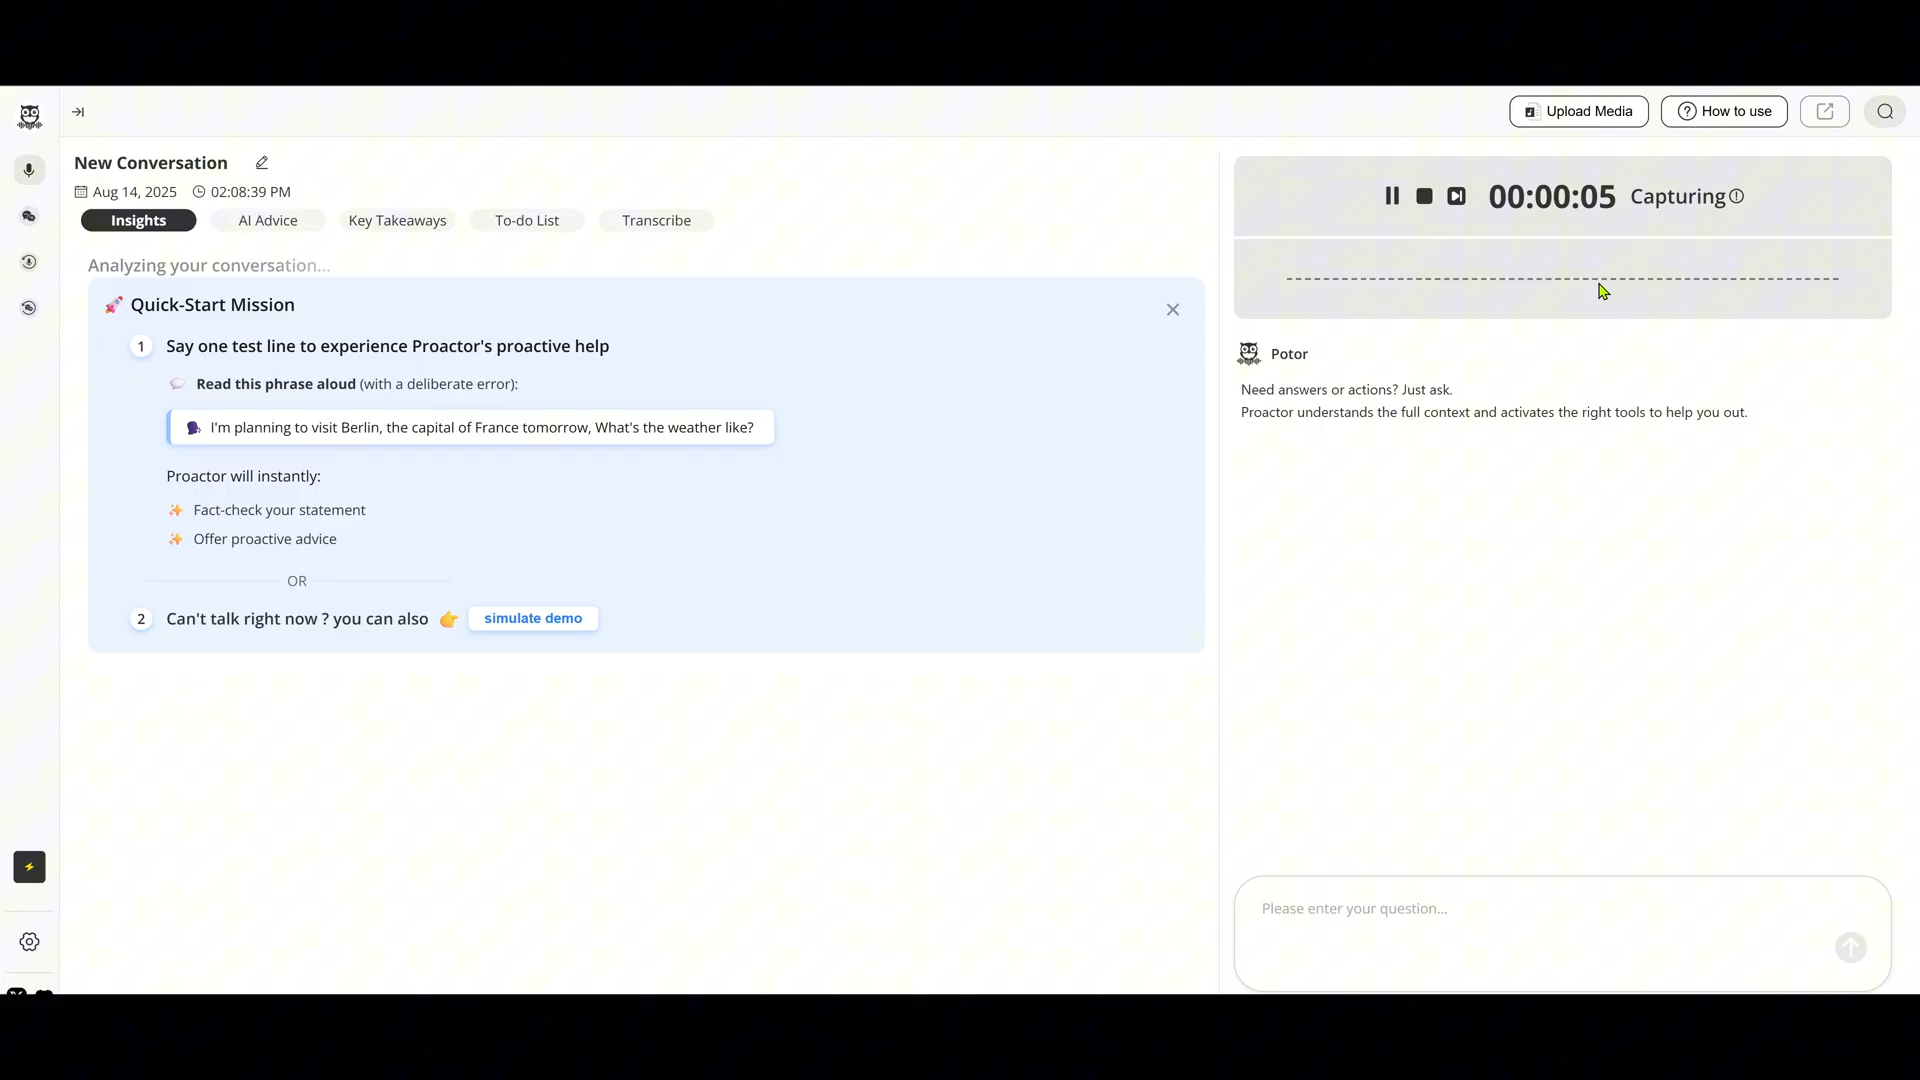 Upload Media
How to use
New Conversation
Aug 14, 2025 02:08:39 PM
Insights
AI Advice
Key Takeaways
To-do List
Transcribe
Analyzing your conversation...
Quick-Start Mission
1 Say one test line to experience Proactor's proactive help
Read this phrase aloud (with a deliberate error):
I'm planning to visit Berlin, the capital of France tomorrow, What's the weather like?
Proactor will instantly:
Fact-check your statement
Offer proactive advice
OR
2 Can't talk right now ? you can also simulate demo
00:00:05 Capturing
Potor
Need answers or actions? Just ask.
Proactor understands the full context and activates the right tools to help you out.
Please enter your question...